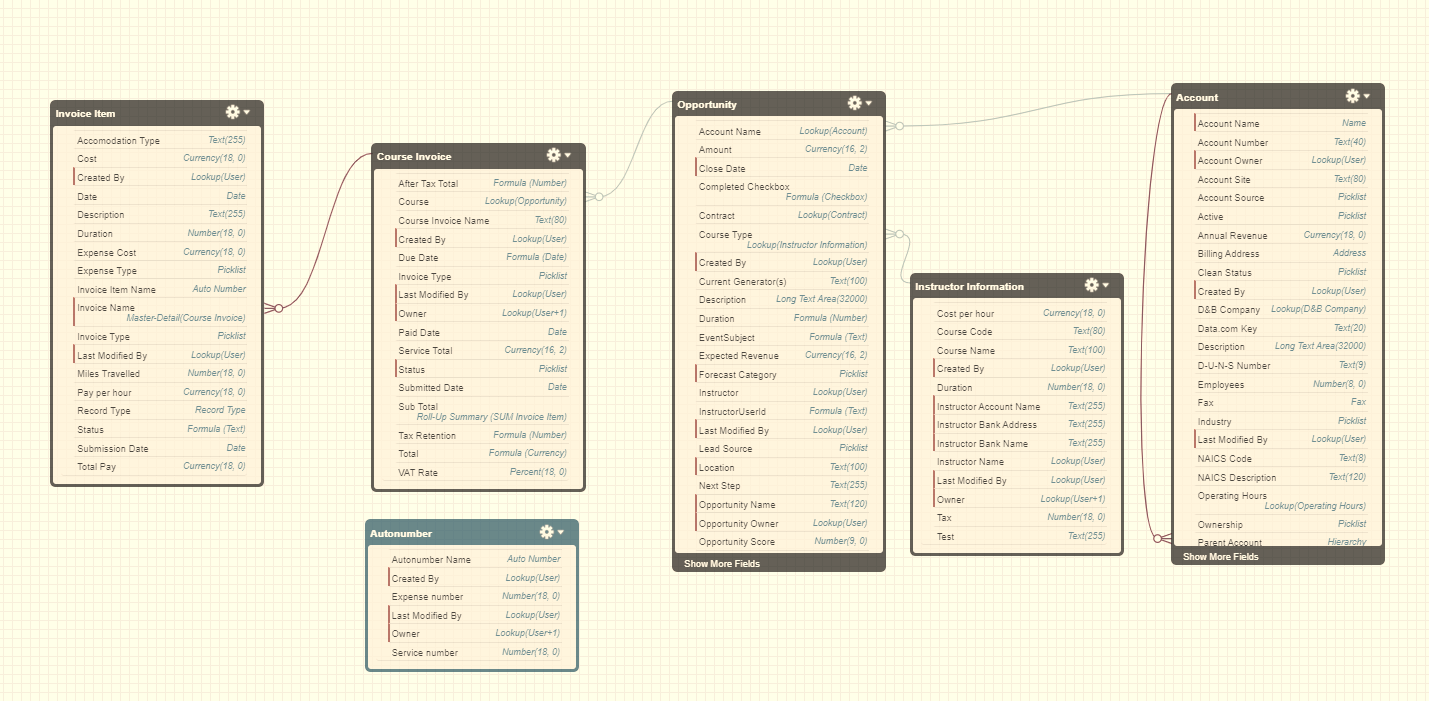 Invoice Item
Accomodation Type Text(255)
Cost Currency(18, 0)
Created By Lookup(User)
Date Date
Description Text(255)
Duration Number(18, 0)
Expense Cost Currency(18, 0)
Expense Type Picklist
Invoice Item Name Auto Number
Invoice Name
Master-Detail(Course Invoice)
Invoice Type Picklist
Last Modified By Lookup(User)
Miles Travelled Number(18, 0)
Pay per hour Currency(18, 0)
Record Type Record Type
Status Formula (Text)
Submission Date Date
Total Pay Currency(18, 0)
Course Invoice
After Tax Total Formula (Number)
Course Lookup(Opportunity)
Course Invoice Name Text(80)
Created By Lookup(User)
Due Date Formula (Date)
Invoice Type Picklist
Last Modified By Lookup(User)
Owner Lookup(User+1)
Paid Date Date
Service Total Currency(16, 2)
Status Picklist
Submitted Date Date
Sub Total
Roll-Up Summary (SUM Invoice Item)
Tax Retention Formula (Number)
Total Formula (Currency)
VAT Rate Percent(18, 0)
Autonumber
Autonumber Name Auto Number
Created By Lookup(User)
Expense number Number(18, 0)
Last Modified By Lookup(User)
Owner Lookup(User+1)
Service number Number(18, 0)
Opportunity
Account Name Lookup(Account)
Amount Currency(16, 2)
Close Date Date
Completed Checkbox
Formula (Checkbox)
Contract Lookup(Contract)
Course Type
Lookup(Instructor Information)
Created By Lookup(User)
Current Generator(s) Text(100)
Description Long Text Area(32000)
Duration Formula (Number)
EventSubject Formula (Text)
Expected Revenue Currency(16, 2)
Forecast Category Picklist
Instructor Lookup(User)
InstructorUserId Formula (Text)
Last Modified By Lookup(User)
Lead Source Picklist
Location Text(100)
Next Step Text(255)
Opportunity Name Text(120)
Opportunity Owner Lookup(User)
Opportunity Score Number(9, 0)
Show More Fields
Instructor Information
Cost per hour Currency(18, 0)
Course Code Text(80)
Course Name Text(100)
Created By Lookup(User)
Duration Number(18, 0)
Instructor Account Name Text(255)
Instructor Bank Address Text(255)
Instructor Bank Name Text(255)
Instructor Name Lookup(User)
Last Modified By Lookup(User)
Owner Lookup(User+1)
Tax Number(18, 0)
Test Text(255)
Account
Account Name Name
Account Number Text(40)
Account Owner Lookup(User)
Account Site Text(80)
Account Source Picklist
Active Picklist
Annual Revenue Currency(18, 0)
Billing Address Address
Clean Status Picklist
Created By Lookup(User)
D&B Company Lookup(D&B Company)
Data.com Key Text(20)
Description Long Text Area(32000)
D-U-N-S Number Text(9)
Employees Number(8, 0)
Fax Fax
Industry Picklist
Last Modified By Lookup(User)
NAICS Code Text(8)
NAICS Description Text(120)
Operating Hours
Lookup(Operating Hours)
Ownership Picklist
Parent Account Hierarchy
Show More Fields